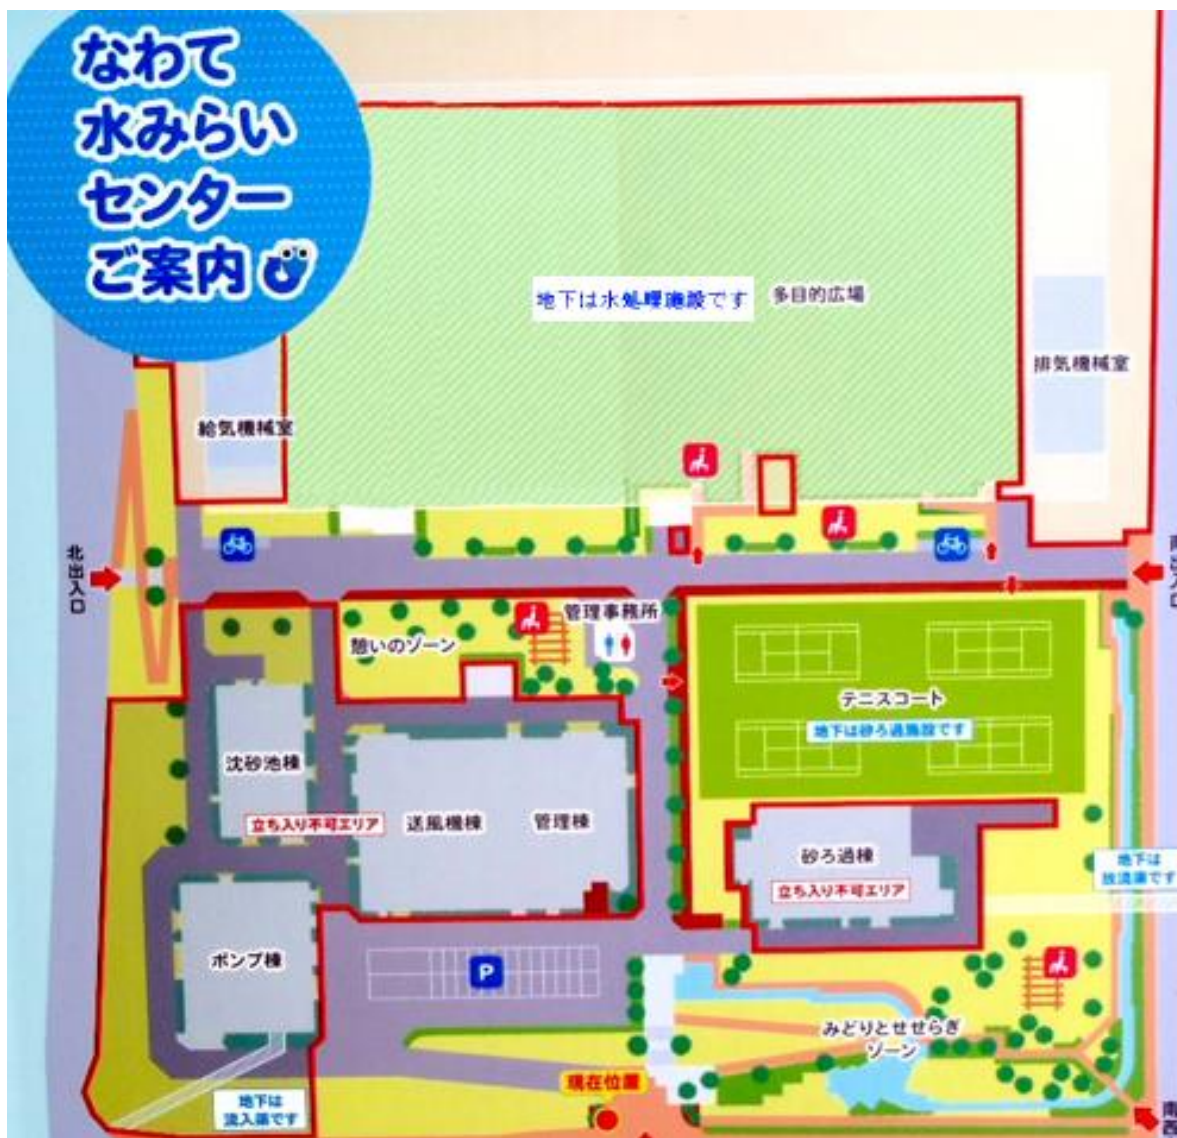 なわて
水みらい
センター
ご案内
地下は水処理施設です
多目的広場
排気機械室
給気機械室
北出入口
南出入口
管理事務所
憩いのゾーン
テニスコート
地下は砂ろ過施設です
沈砂池棟
立ち入り不可エリア
送風機棟
管理棟
砂ろ過棟
立ち入り不可エリア
地下は
放流渠です
ポンプ棟
P
みどりとせせらぎ
ゾーン
現在位置
地下は
流入渠です
南西